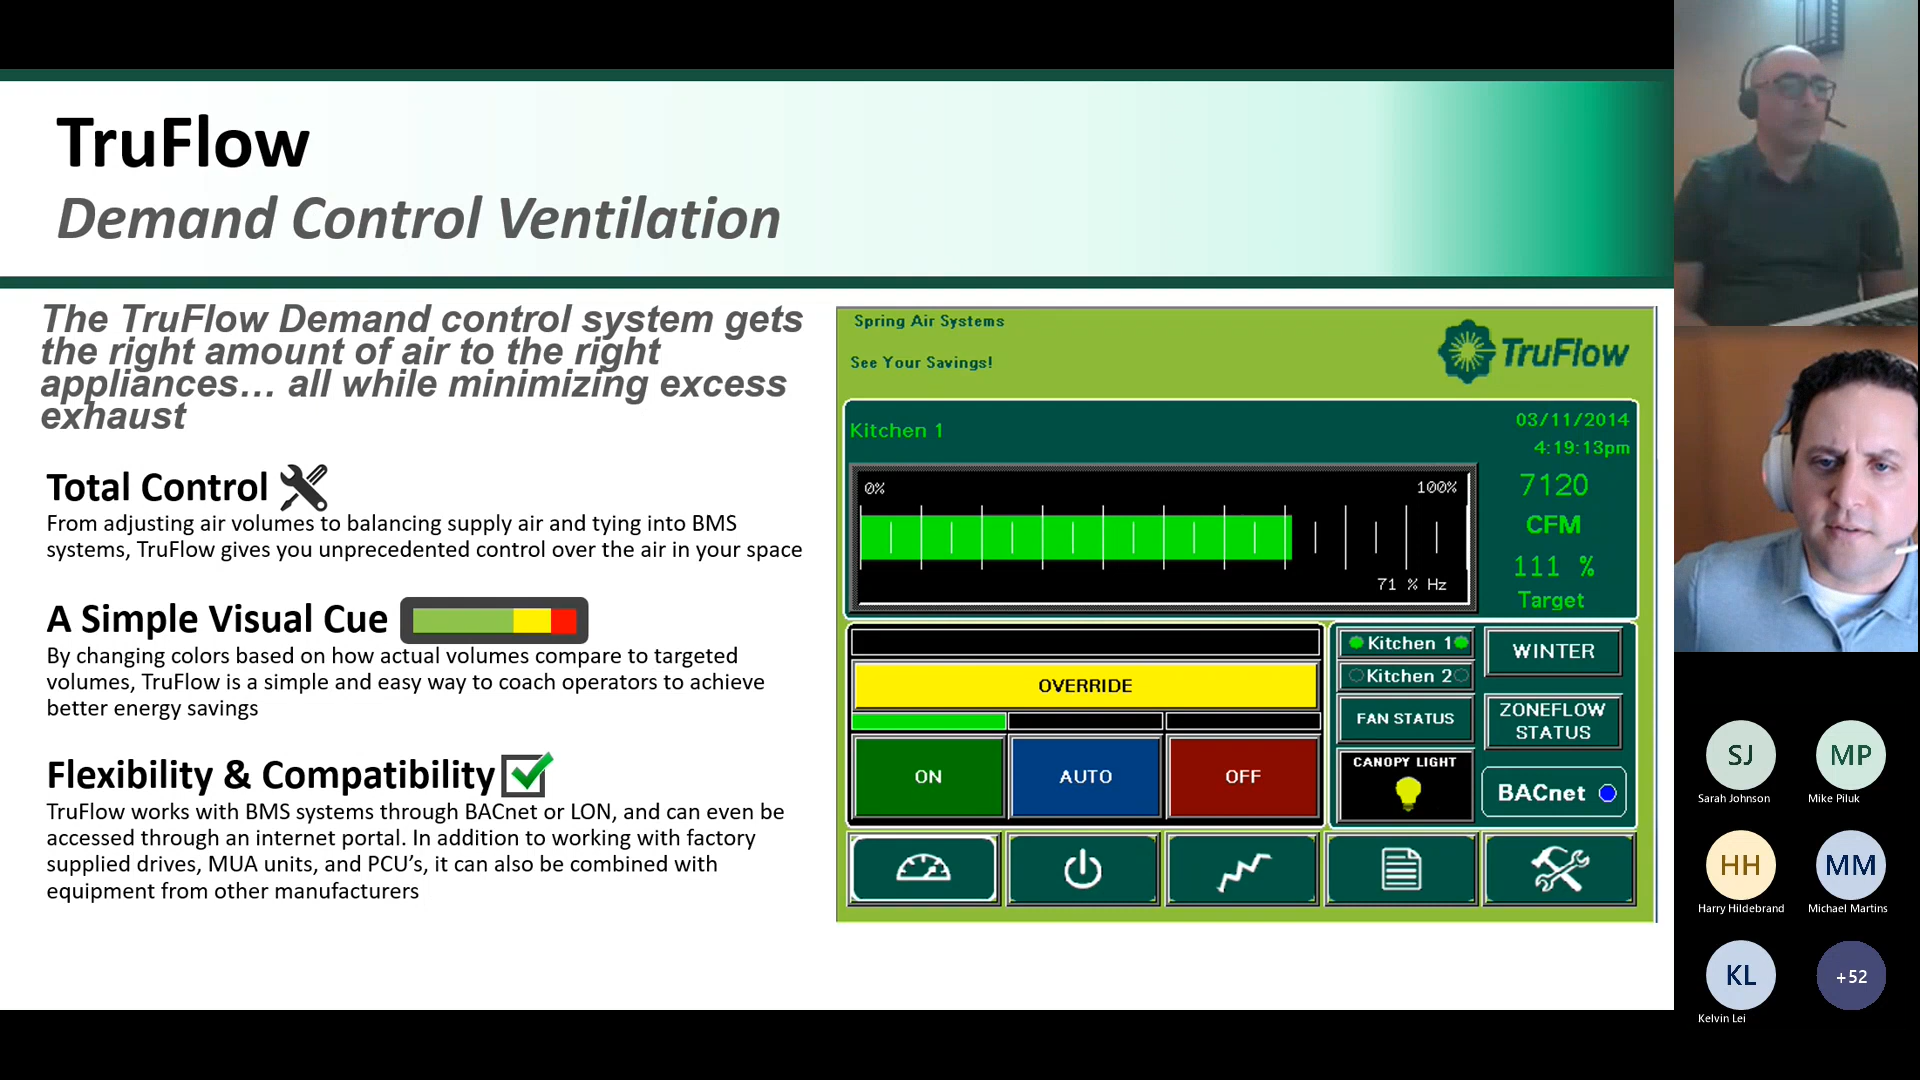 TruFlow
Demand Control Ventilation
The TruFlow Demand control system gets
the right amount of air to the right
appliances… all while minimizing excess
exhaust
Total Control
From adjusting air volumes to balancing supply air and tying into BMS
systems, TruFlow gives you unprecedented control over the air in your space
A Simple Visual Cue
By changing colors based on how actual volumes compare to targeted
volumes, TruFlow is a simple and easy way to coach operators to achieve
better energy savings
Flexibility & Compatibility
TruFlow works with BMS systems through BACnet or LON, and can even be
accessed through an internet portal. In addition to working with factory
supplied drives, MUA units, and PCU’s, it can also be combined with
equipment from other manufacturers
Spring Air Systems
See Your Savings!
TruFlow
Kitchen 1
03/11/2014
4:19:13pm
0%
100%
71 % Hz
7120
CFM
111 %
Target
OVERRIDE
ON
AUTO
OFF
Kitchen 1
Kitchen 2
FAN STATUS
CANOPY LIGHT
WINTER
ZONEFLOW
STATUS
BACnet
SJ
Sarah Johnson
MP
Mike Piluk
HH
Harry Hildebrand
MM
Michael Martins
KL
Kelvin Lei
+52